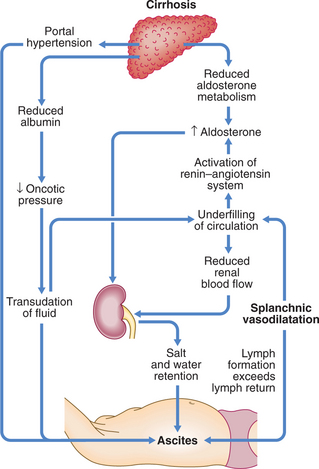 Cirrhosis
Portal
hypertension
Reduced
aldosterone
metabolism
Reduced
albumin
↑ Aldosterone
Activation of
renin–angiotensin
system
↓ Oncotic
pressure
Underfilling
of circulation
Reduced
renal
blood flow
Transudation
of fluid
Splanchnic
vasodilatation
Salt
and water
retention
Lymph
formation
exceeds
lymph return
Ascites